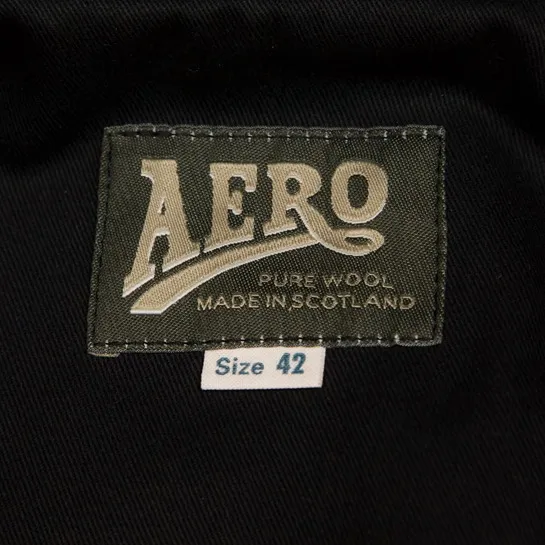 AERO
PURE WOOL
MADE IN SCOTLAND
Size 42